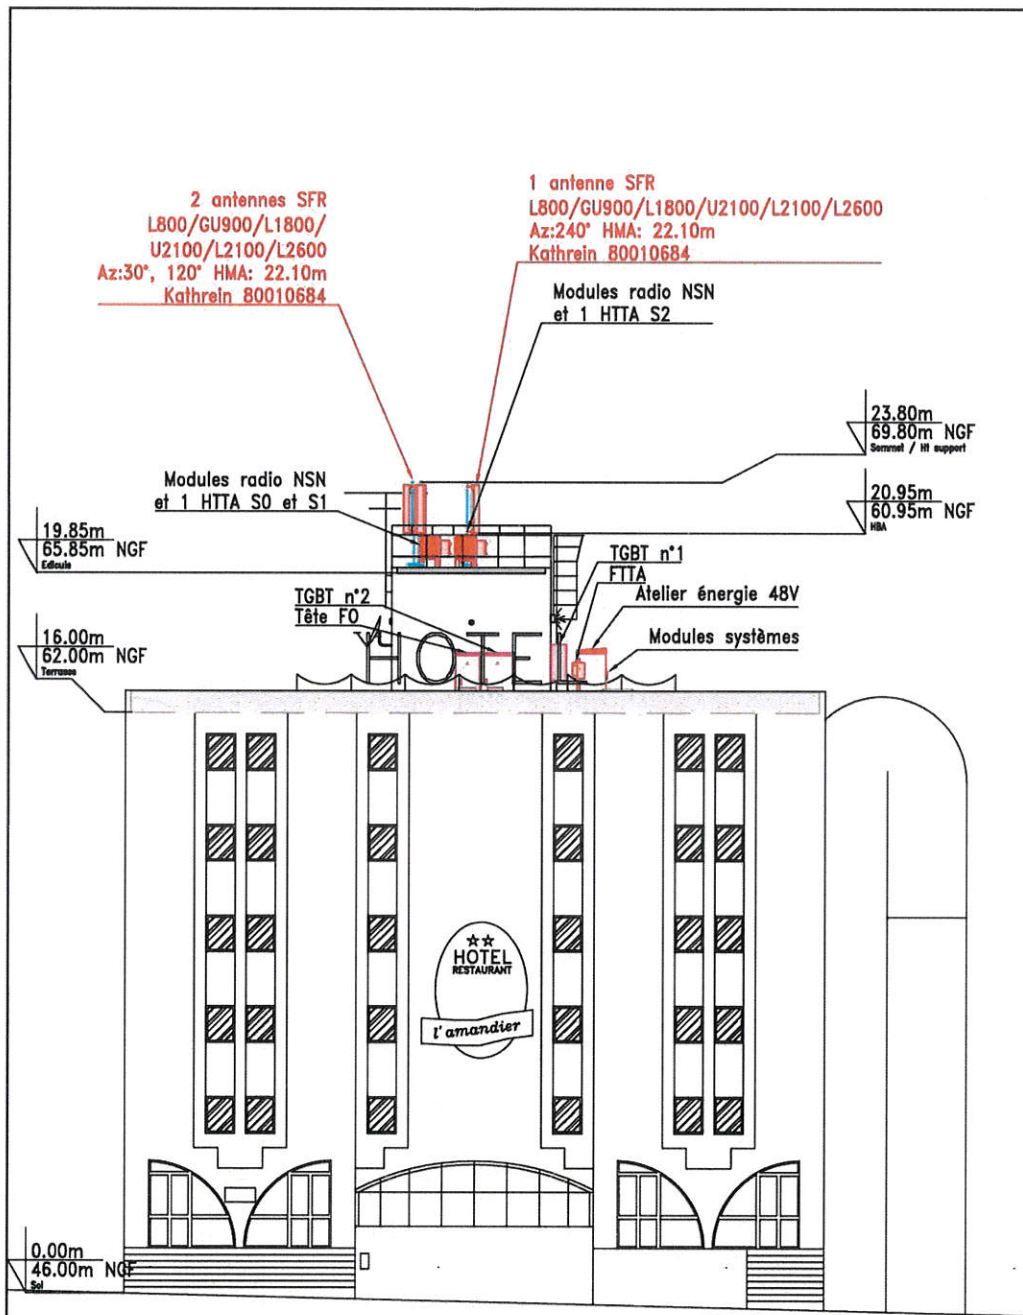 2 antennes SFR
L800/GU900/L1800/
U2100/L2100/L2600
Az:30°, 120° HMA: 22.10m
Kathrein 80010684
1 antenne SFR
L800/GU900/L1800/U2100/L2100/L2600
Az:240° HMA: 22.10m
Kathrein 80010684
Modules radio NSN
et 1 HTTA S2
23.80m
69.80m NGF
Sommet / Ht support
Modules radio NSN
et 1 HTTA S0 et S1
20.95m
60.95m NGF
HBA
19.85m
65.85m NGF
Edicule
TGBT n°1
FTTA
Atelier énergie 48V
TGBT n°2
Tête FO
Modules systèmes
16.00m
62.00m NGF
Terrasse
HOTEL
HOTEL
RESTAURANT
l'amandier
0.00m
46.00m NGF
Sol